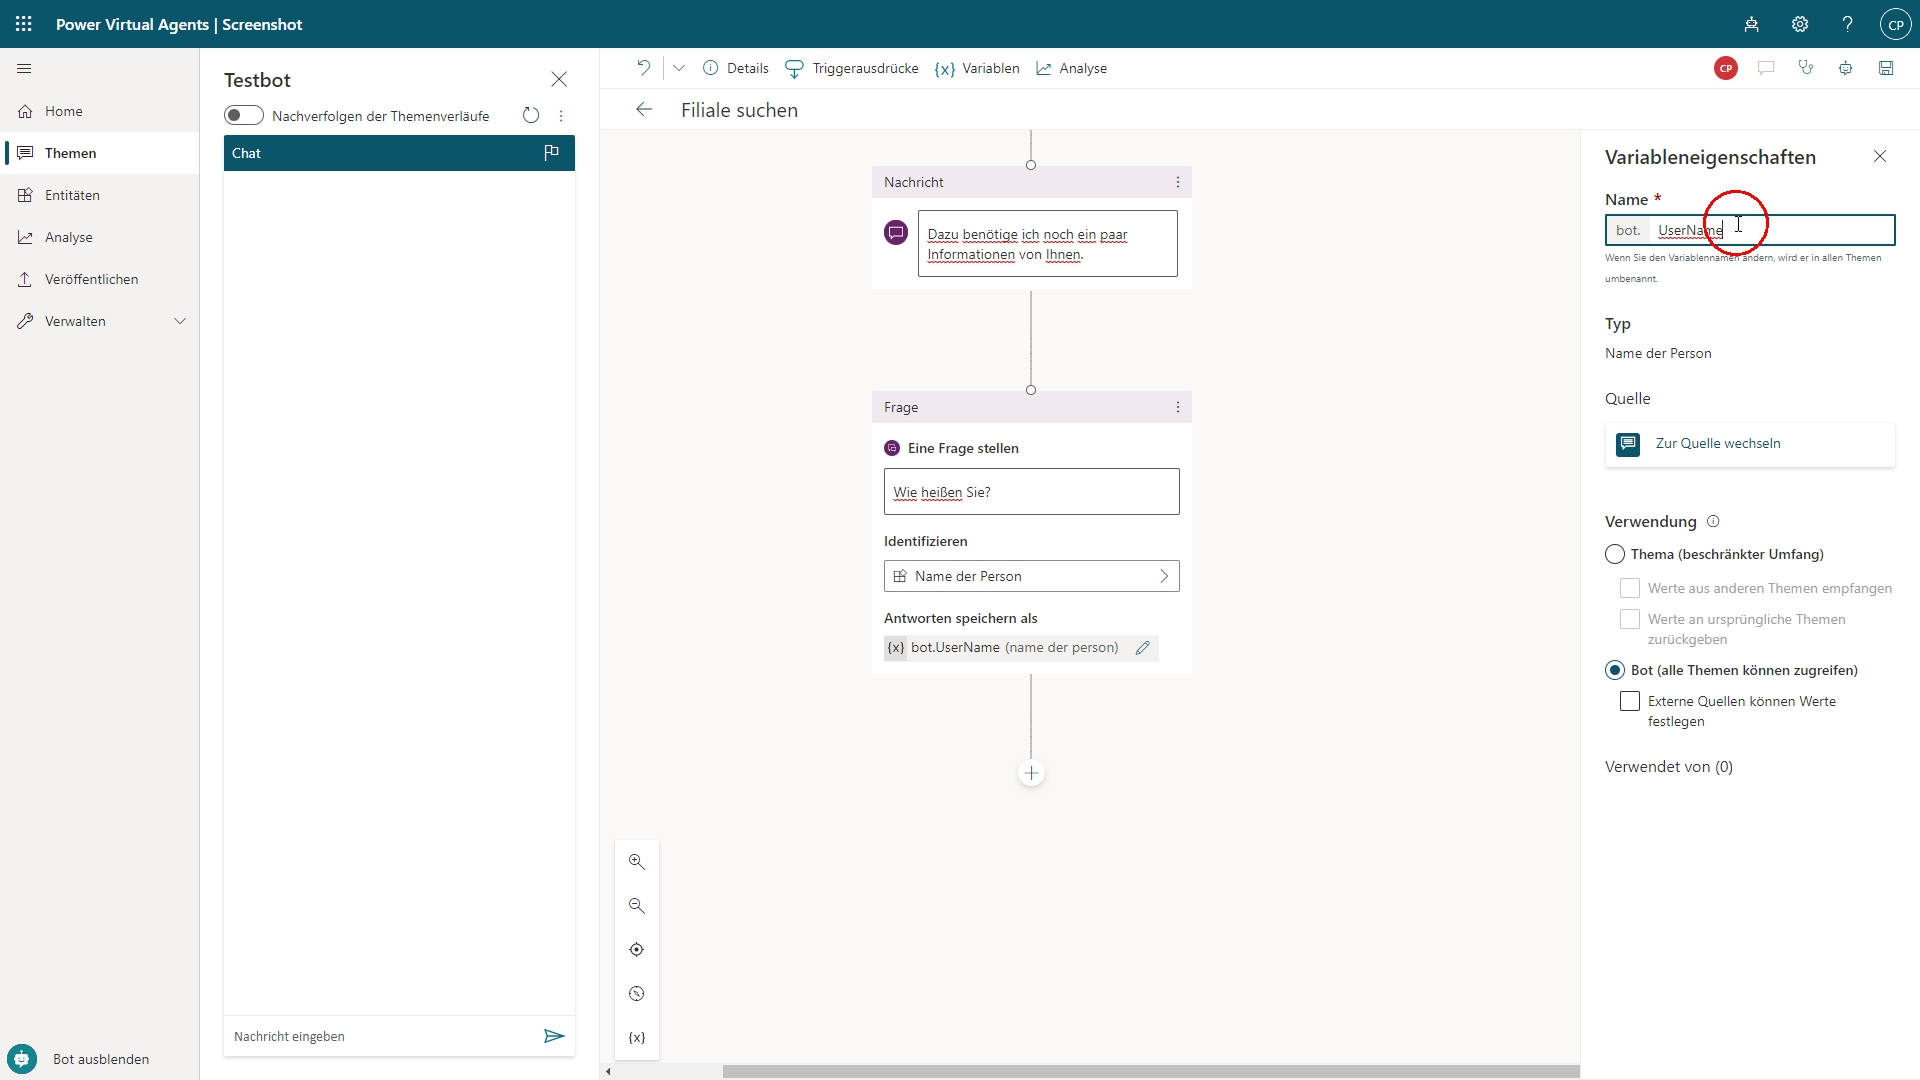 Power Virtual Agents | Screenshot
CP
Home
Themen
Entitäten
Analyse
Veröffentlichen
Verwalten
Bot ausblenden
Testbot
Nachverfolgen der Themenverläufe
Chat
Nachricht eingeben
Details
Triggerausdrücke
{x} Variablen
Analyse
CP
Filiale suchen
Nachricht
Dazu benötige ich noch ein paar
Informationen von Ihnen.
Frage
Eine Frage stellen
Wie heißen Sie?
Identifizieren
Name der Person
Antworten speichern als
{x} bot.UserName (name der person)
{x}
Variableneigenschaften
Name *
bot. UserName
Wenn Sie den Variablennamen ändern, wird er in allen Themen
umbenannt.
Typ
Name der Person
Quelle
Zur Quelle wechseln
Verwendung
Thema (beschränkter Umfang)
Werte aus anderen Themen empfangen
Werte an ursprüngliche Themen
zurückgeben
Bot (alle Themen können zugreifen)
Externe Quellen können Werte
festlegen
Verwendet von (0)